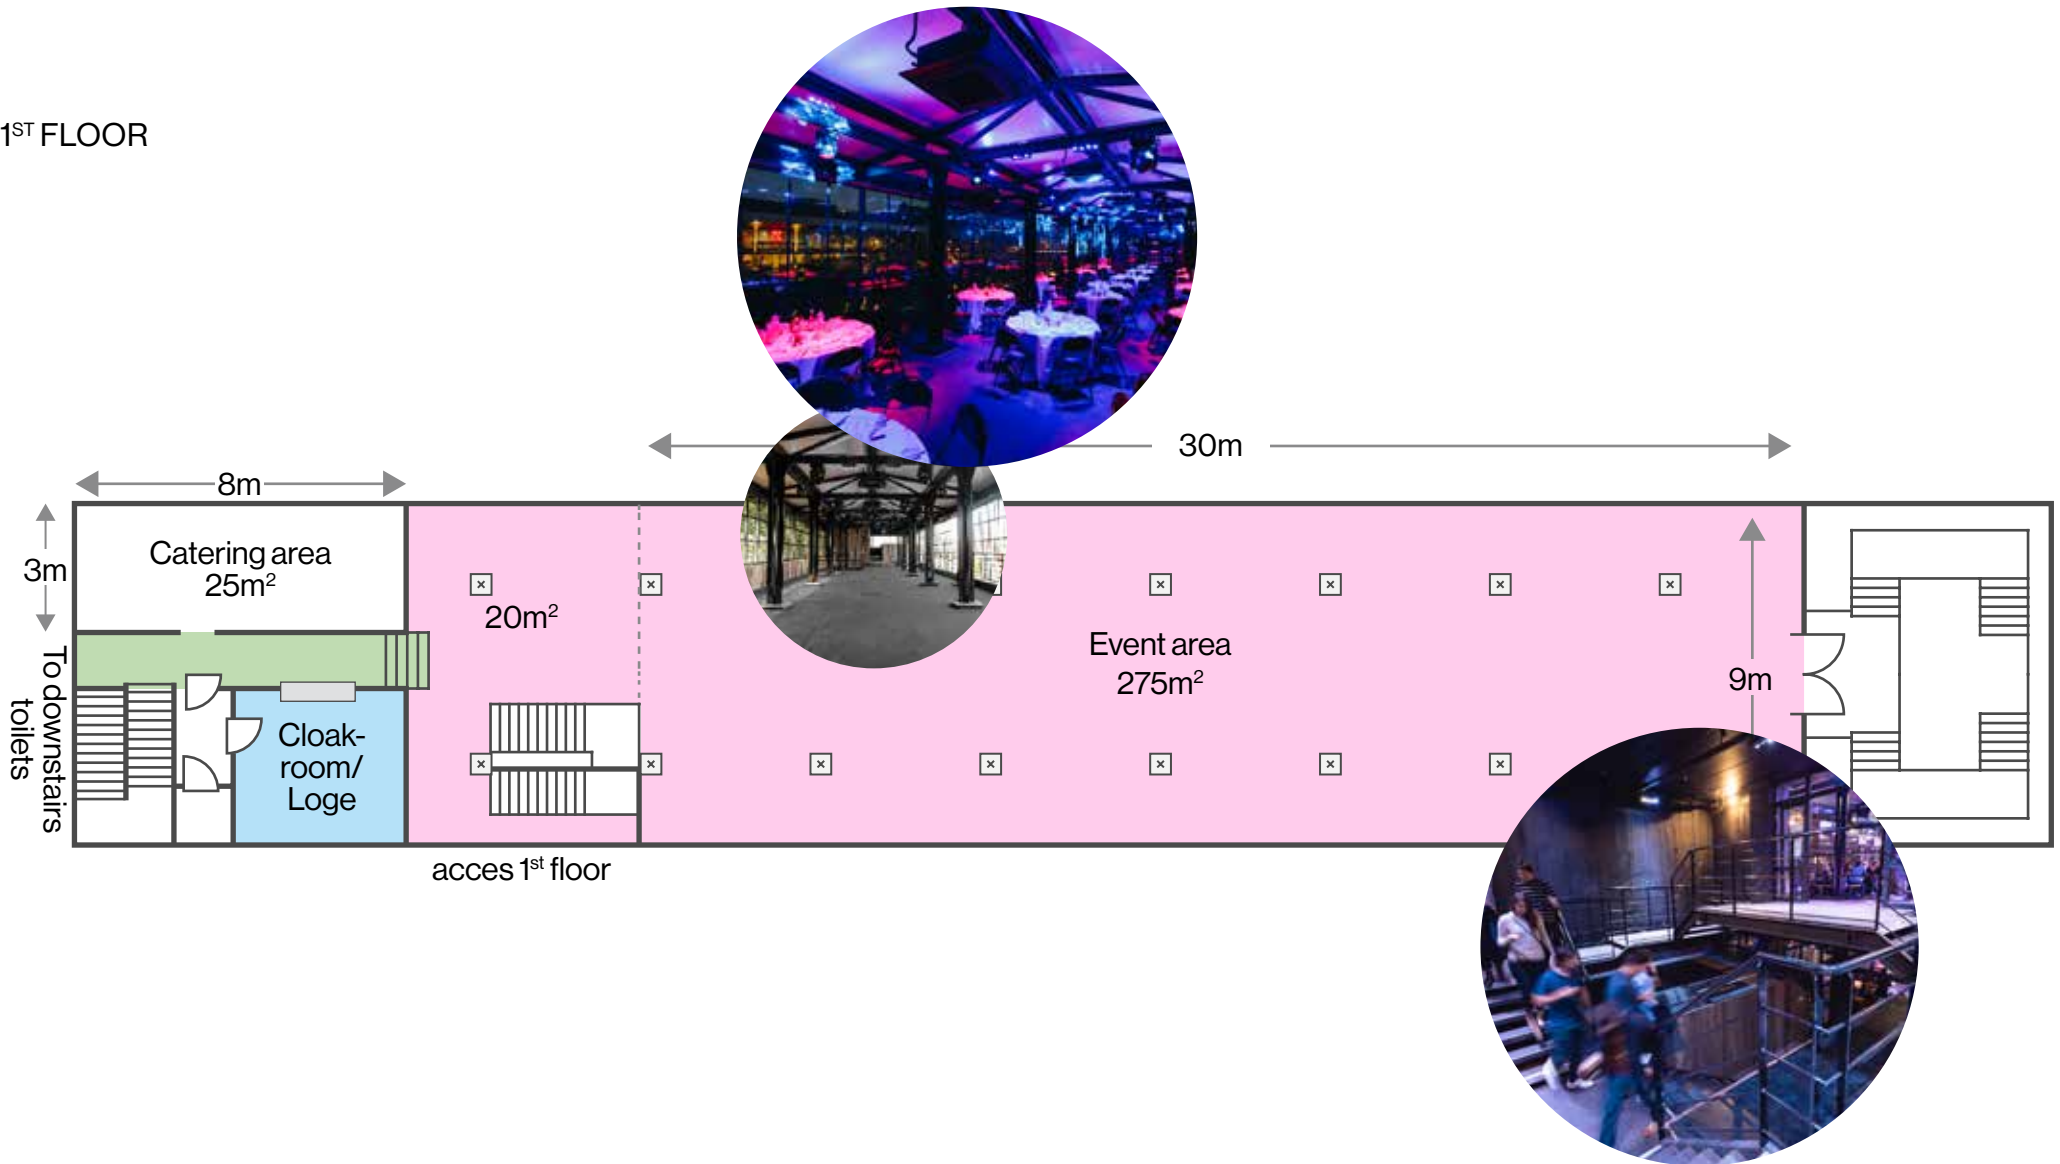 1ST FLOOR
30m
8m
3m
Catering area
25m²
20m²
Event area
275m²
9m
To downstairs
toilets
Cloak-
room/
Loge
acces 1st floor